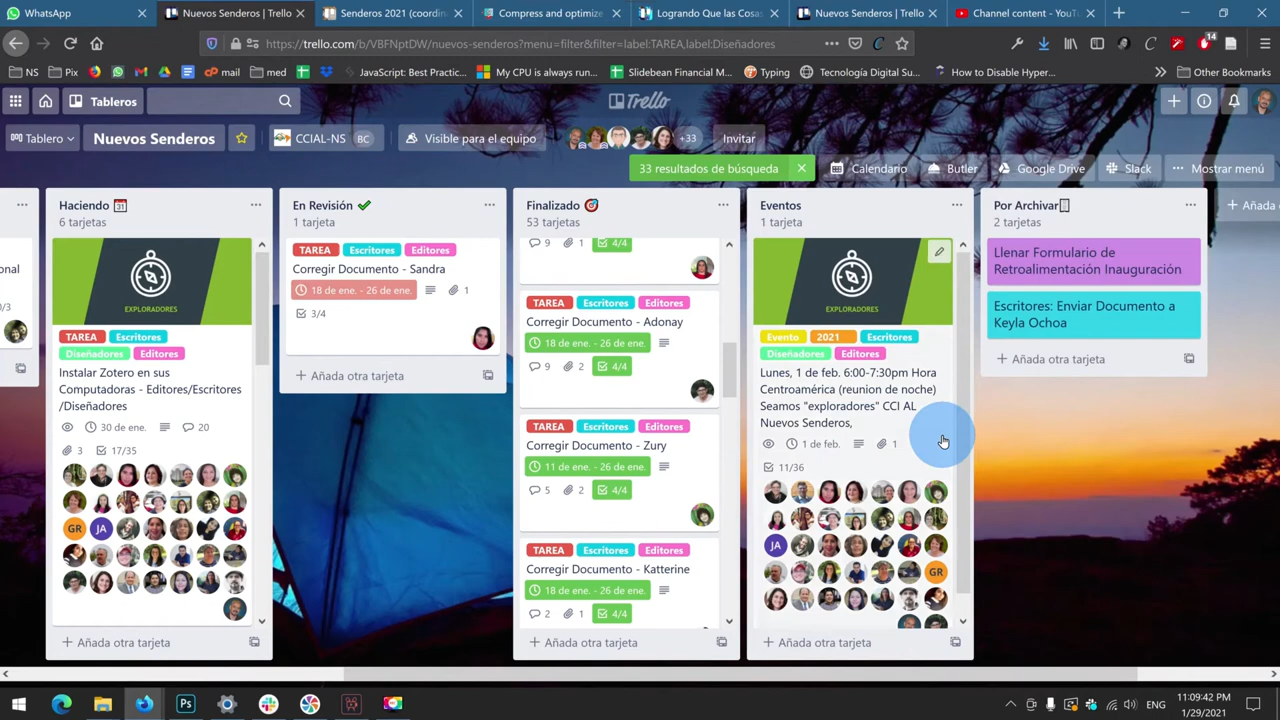 WhatsApp
Nuevos Senderos | Trello
Senderos 2021 (coordin
Compress and optimize
Logrando Que las Cosas
Nuevos Senderos | Trello
Channel content - YouT
https://trello.com/b/VBFNptDW/nuevos-senderos?menu=filter&filter=label:TAREA,label:Diseñadores
14
NS
Pix
cp mail
med
JavaScript: Best Practic...
My CPU is always run...
Slidebean Financial M...
Typing
Tecnología Digital Su...
How to Disable Hyper...
Other Bookmarks
Tableros
Trello
Tablero
Nuevos Senderos
CCIAL-NS BC
Visible para el equipo
+33
Invitar
33 resultados de búsqueda
Calendario
Butler
Google Drive
Slack
Mostrar menú
onal
0/3
Haciendo
6 tarjetas
EXPLORADORES
TAREA Escritores
Diseñadores Editores
Instalar Zotero en sus
Computadoras - Editores/Escritores
/Diseñadores
30 de ene. 20
3 17/35
GR JA
Añada otra tarjeta
En Revisión
1 tarjeta
TAREA Escritores Editores
Corregir Documento - Sandra
18 de ene. - 26 de ene. 1
3/4
Añada otra tarjeta
Finalizado
53 tarjetas
9 1 4/4
TAREA Escritores Editores
Corregir Documento - Adonay
18 de ene. - 26 de ene.
9 2 4/4
TAREA Escritores Editores
Corregir Documento - Zury
11 de ene. - 26 de ene.
5 2 4/4
TAREA Escritores Editores
Corregir Documento - Katterine
18 de ene. - 26 de ene.
2 1 4/4
Añada otra tarjeta
Eventos
1 tarjeta
EXPLORADORES
Evento 2021 Escritores
Diseñadores Editores
Lunes, 1 de feb. 6:00-7:30pm Hora
Centroamérica (reunion de noche)
Seamos "exploradores" CCI AL
Nuevos Senderos,
1 de feb. 1
11/36
JA
GR
Añada otra tarjeta
Por Archivar
2 tarjetas
Llenar Formulario de
Retroalimentación Inauguración
Escritores: Enviar Documento a
Keyla Ochoa
Añada otra tarjeta
Añada o
Ps
ENG
11:09:42 PM
1/29/2021